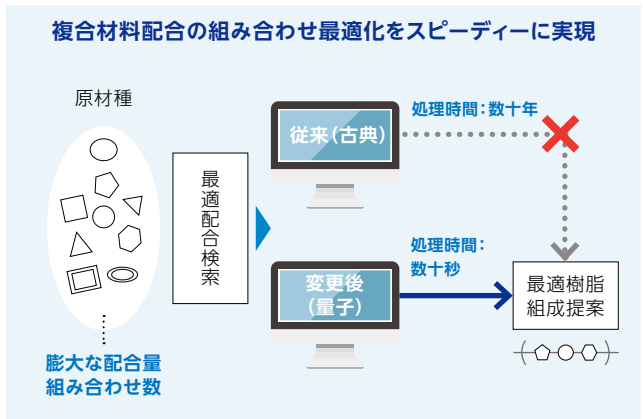 複合材料配合の組み合わせ最適化をスピーディーに実現
原材種
膨大な配合量
組み合わせ数
最適配合検索
従来(古典)
処理時間:数十年
変更後
(量子)
処理時間:
数十秒
最適樹脂
組成提案